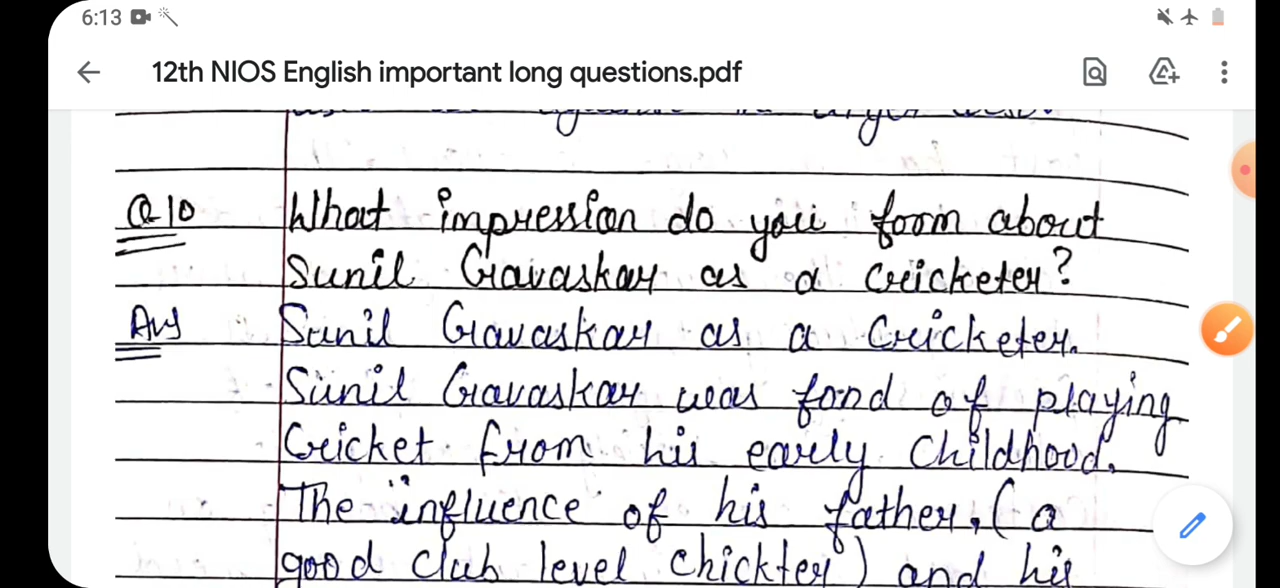 6:13
12th NIOS English important long questions.pdf
Q10 What impression do you form about
Sunil Gavaskar as a Cricketer?
Ans Sunil Gavaskar as a Cricketer.
Sunil Gavaskar was fond of playing
Cricket from his early Childhood.
The influence of his father, (a
good club level chickter) and his